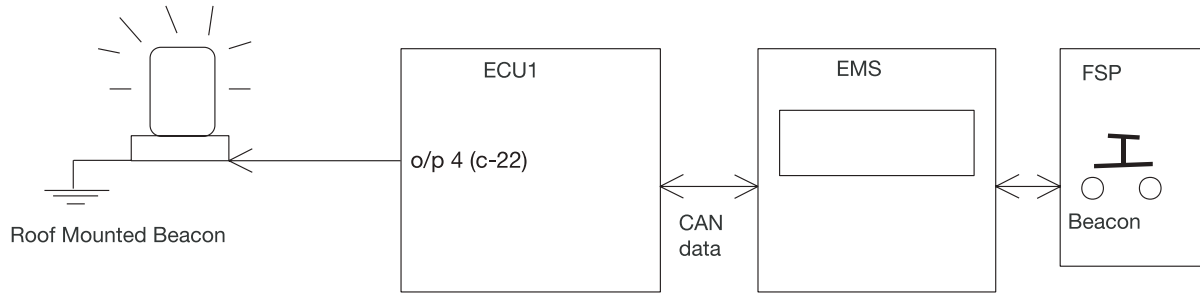 ECU1
EMS
FSP
o/p 4 (c-22)
CAN
data
Beacon
Roof Mounted Beacon